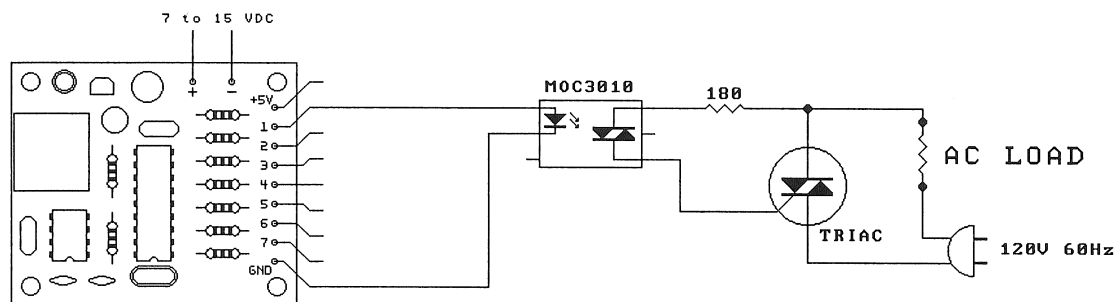 7 to 15 VDC
+ −
+5V
1
2
3
4
5
6
7
GND
MOC3010
180
AC LOAD
TRIAC
120V 60Hz